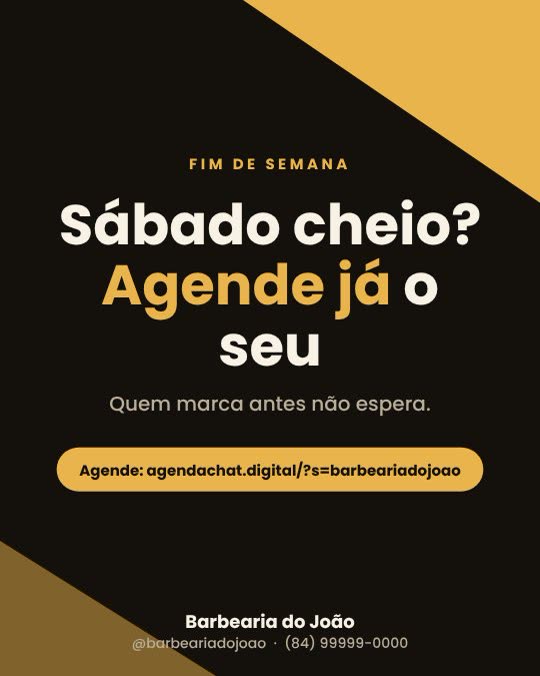 FIM DE SEMANA
Sábado cheio?
Agende já o
seu
Quem marca antes não espera.
Agende: agendachat.digital/?s=barbeariadojoao
Barbearia do João
@barbeariadojoao · (84) 99999-0000